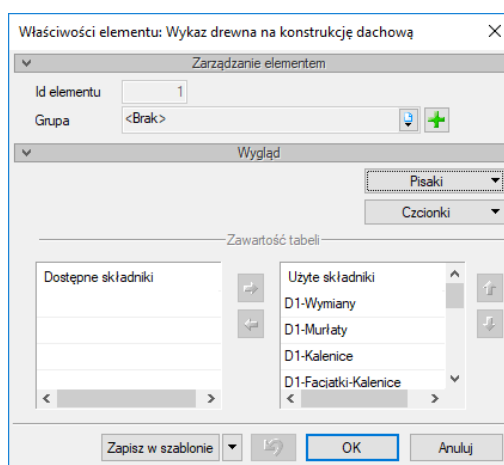 Właściwości elementu: Wykaz drewna na konstrukcję dachową
Zarządzanie elementem
Id elementu 1
Grupa <Brak>
Wygląd
Pisaki
Czcionki
Zawartość tabeli
Dostępne składniki
Użyte składniki
D1-Wymiany
D1-Murłaty
D1-Kalenice
D1-Facjatki-Kalenice
Zapisz w szablonie OK Anuluj